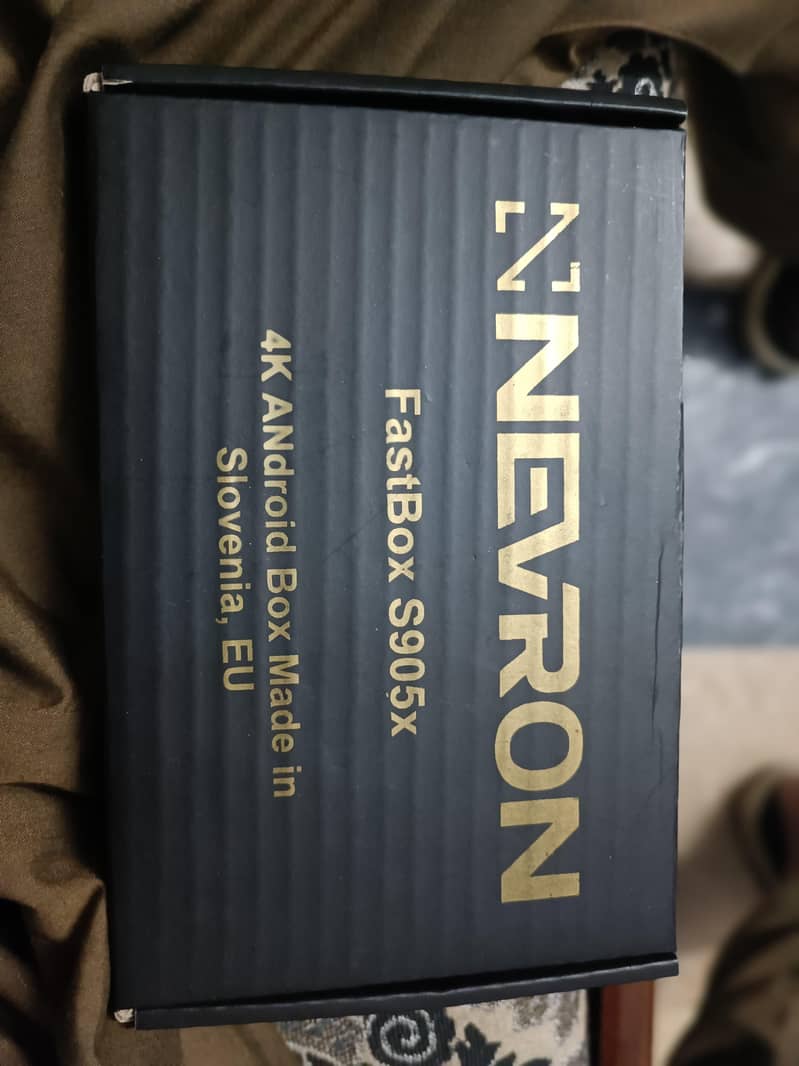 NEVRON
FastBox S905x
4K ANdroid Box Made in
Slovenia, EU